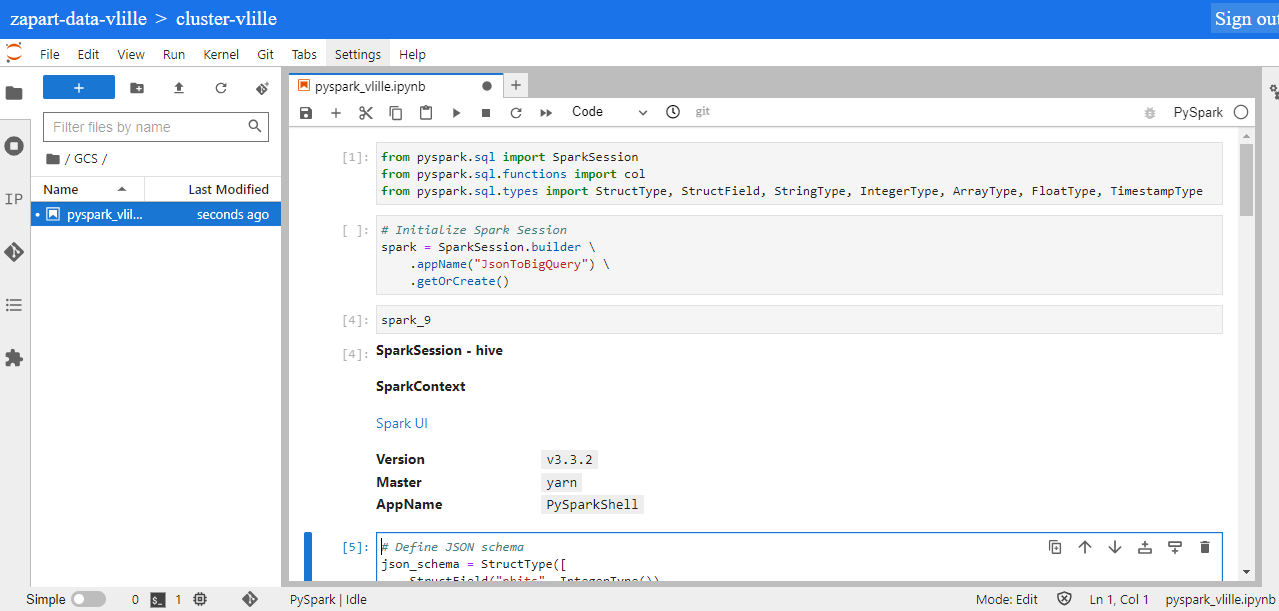 zapart-data-vlille > cluster-vlille
Sign out
File Edit View Run Kernel Git Tabs Settings Help
pyspark_vlille.ipynb
Filter files by name
Code
git
PySpark
/ GCS /
Name Last Modified
pyspark_vlil... seconds ago
IP
[1]: from pyspark.sql import SparkSession
from pyspark.sql.functions import col
from pyspark.sql.types import StructType, StructField, StringType, IntegerType, ArrayType, FloatType, TimestampType
[ ]: # Initialize Spark Session
spark = SparkSession.builder \
.appName("JsonToBigQuery") \
.getOrCreate()
[4]: spark_9
[4]: SparkSession - hive
SparkContext
Spark UI
Version v3.3.2
Master yarn
AppName PySparkShell
[5]: # Define JSON schema
json_schema = StructType([
StructField("nhits", IntegerType())
Simple 0 $_ 1 PySpark | Idle Mode: Edit Ln 1, Col 1 pyspark_vlille.ipynb